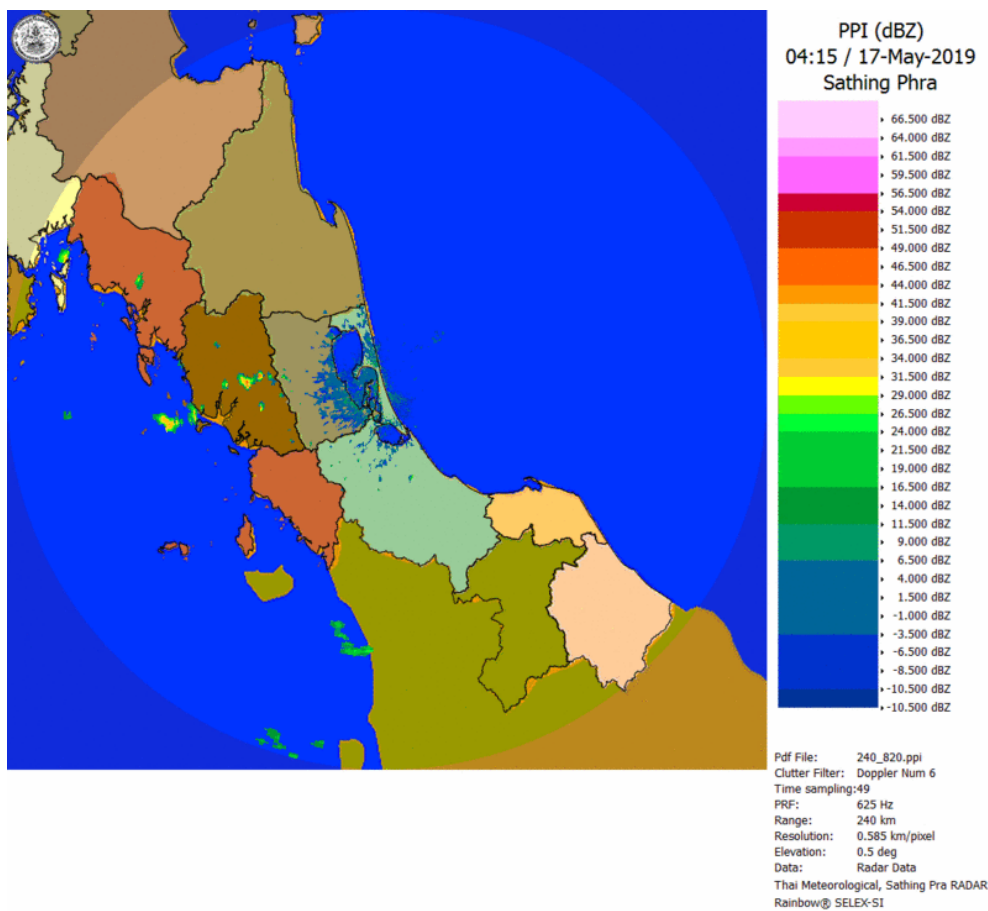 PPI (dBZ)
04:15 / 17-May-2019
Sathing Phra
66.500 dBZ
64.000 dBZ
61.500 dBZ
59.500 dBZ
56.500 dBZ
54.000 dBZ
51.500 dBZ
49.000 dBZ
46.500 dBZ
44.000 dBZ
41.500 dBZ
39.000 dBZ
36.500 dBZ
34.000 dBZ
31.500 dBZ
29.000 dBZ
26.500 dBZ
24.000 dBZ
21.500 dBZ
19.000 dBZ
16.500 dBZ
14.000 dBZ
11.500 dBZ
9.000 dBZ
6.500 dBZ
4.000 dBZ
1.500 dBZ
-1.000 dBZ
-3.500 dBZ
-6.500 dBZ
-8.500 dBZ
-10.500 dBZ
-10.500 dBZ
Pdf File: 240_820.ppi
Clutter Filter: Doppler Num 6
Time sampling:49
PRF: 625 Hz
Range: 240 km
Resolution: 0.585 km/pixel
Elevation: 0.5 deg
Data: Radar Data
Thai Meteorological, Sathing Pra RADAR
Rainbow® SELEX-SI